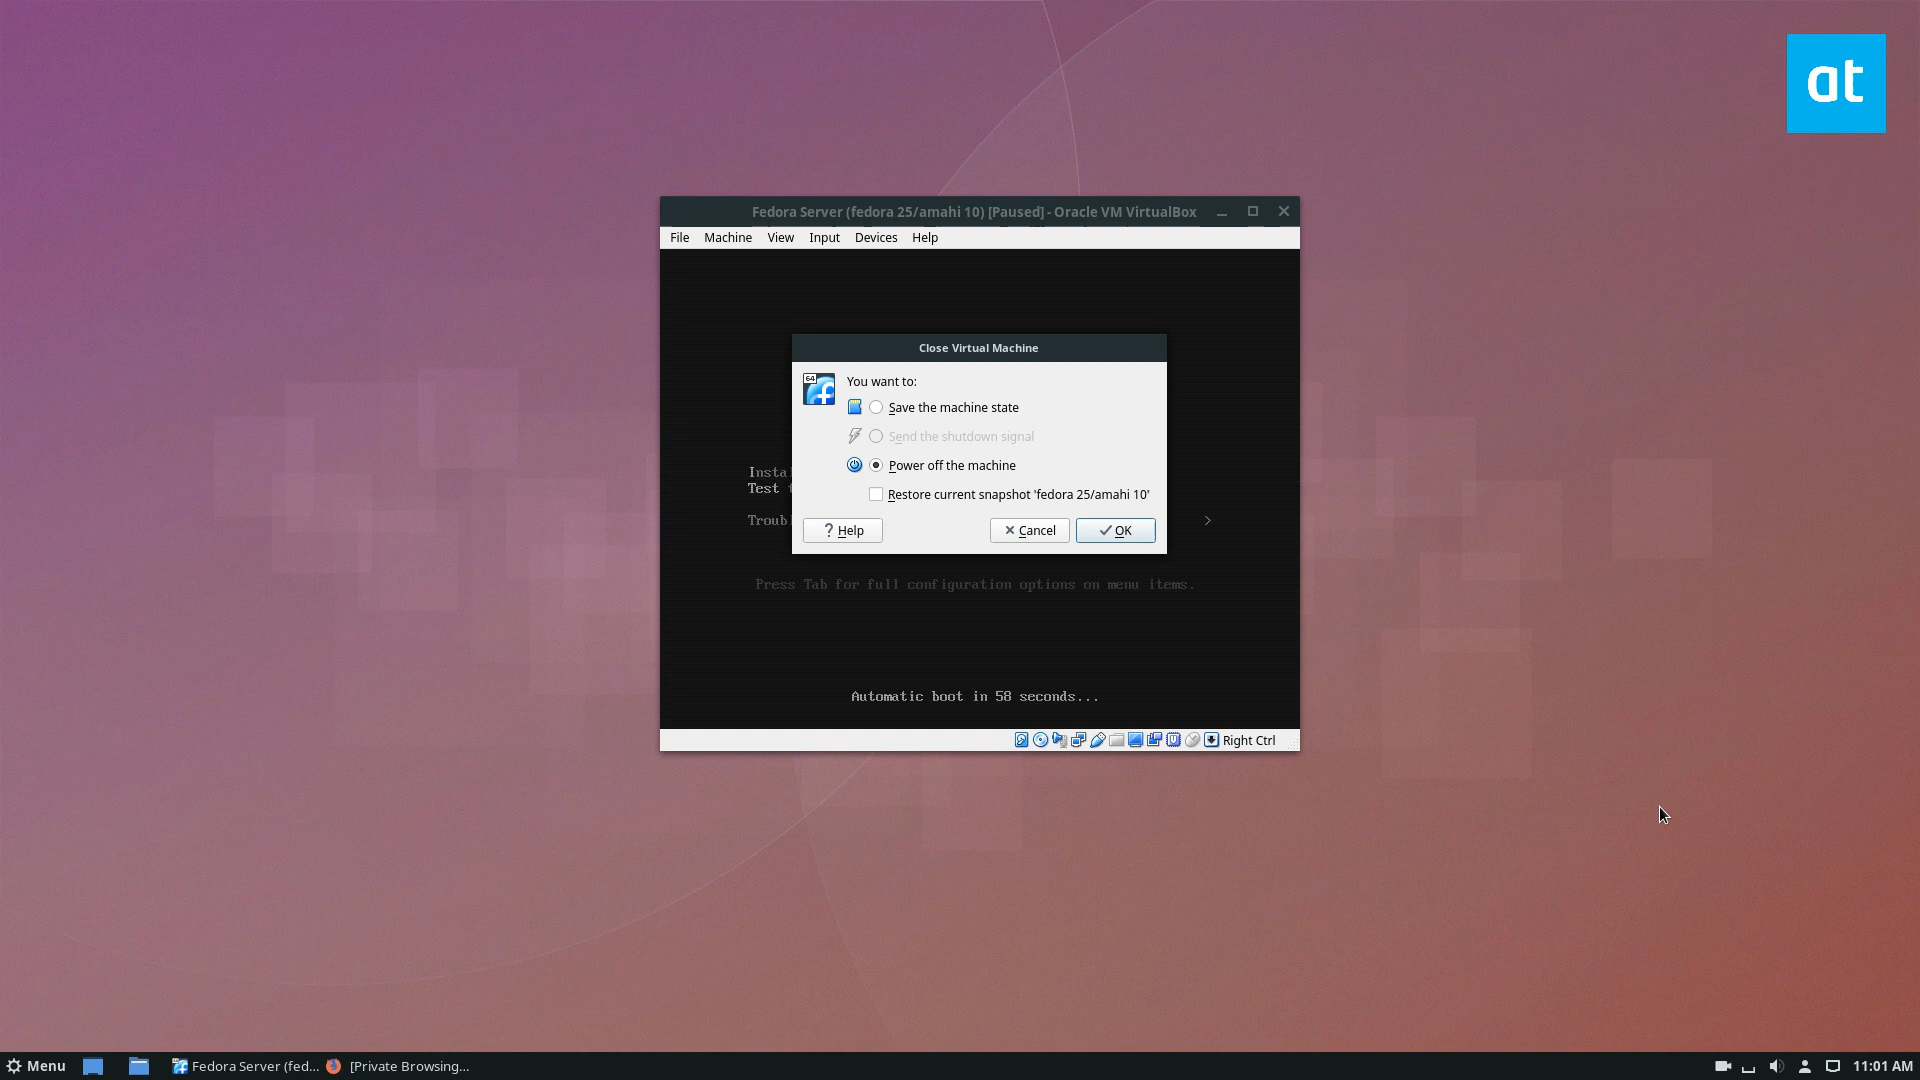 at
Fedora Server (fedora 25/amahi 10) [Paused] - Oracle VM VirtualBox
File Machine View Input Devices Help
Close Virtual Machine
64
You want to:
Save the machine state
Send the shutdown signal
Power off the machine
Restore current snapshot 'fedora 25/amahi 10'
Help Cancel OK
Test
Press Tab for full configuration options on menu items.
Automatic boot in 58 seconds...
Right Ctrl
Menu Fedora Server (fed... [Private Browsing... 11:01 AM